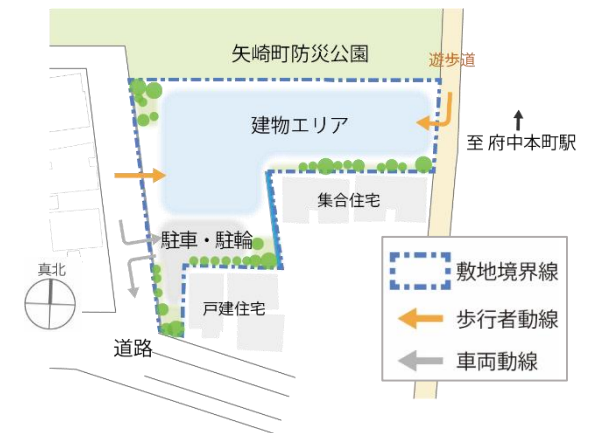 矢崎町防災公園
遊歩道
建物エリア
至 府中本町駅
集合住宅
駐車・駐輪
真北
戸建住宅
道路
敷地境界線
歩行者動線
車両動線